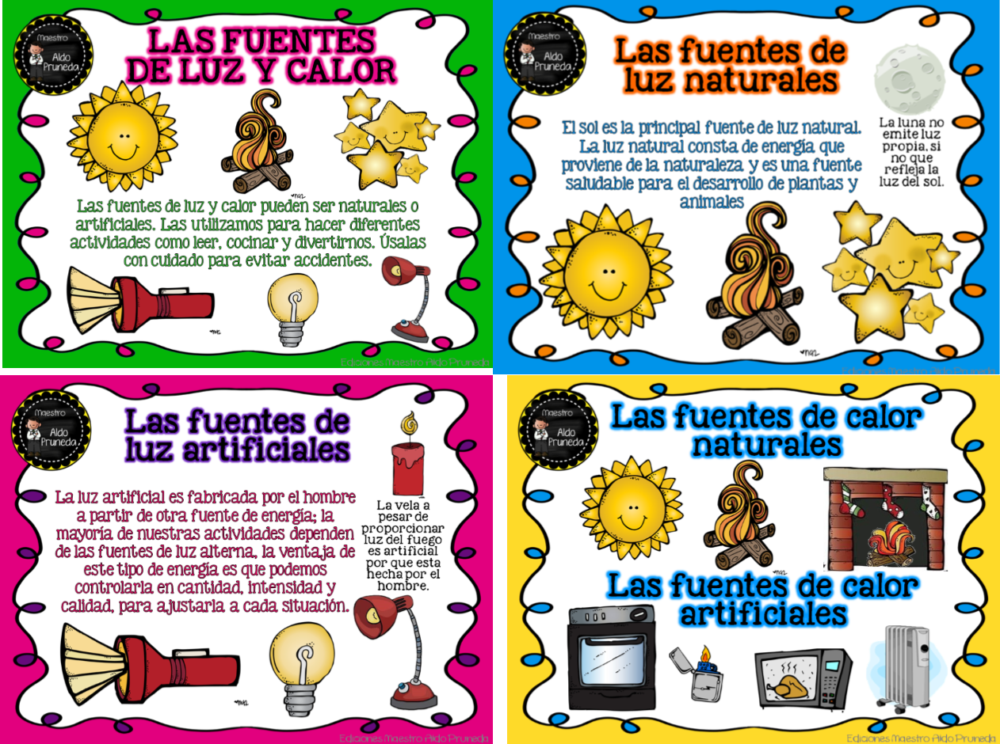 Maestro
Aldo
Pruneda
LAS FUENTES
DE LUZ Y CALOR
Las fuentes de luz y calor pueden ser naturales o
artificiales. Las utilizamos para hacer diferentes
actividades como leer, cocinar y divertirnos. Úsalas
con cuidado para evitar accidentes.
Ediciones Maestro Aldo Pruneda
Maestro
Aldo
Pruneda
Las fuentes de
luz naturales
El sol es la principal fuente de luz natural.
La luz natural consta de energía que
proviene de la naturaleza y es una fuente
saludable para el desarrollo de plantas y
animales
La luna no
emite luz
propia, si
no que
refleja la
luz del sol.
Ediciones Maestro Aldo Pruneda
Maestro
Aldo
Pruneda
Las fuentes de
luz artificiales
La luz artificial es fabricada por el hombre
a partir de otra fuente de energía; la
mayoría de nuestras actividades dependen
de las fuentes de luz alterna, la ventaja de
este tipo de energía es que podemos
controlarla en cantidad, intensidad y
calidad, para ajustarla a cada situación.
La vela a
pesar de
proporcionar
luz del fuego
es artificial
por que esta
hecha por el
hombre.
Ediciones Maestro Aldo Pruneda
Maestro
Aldo
Pruneda
Las fuentes de calor
naturales
Las fuentes de calor
artificiales
Ediciones Maestro Aldo Pruneda